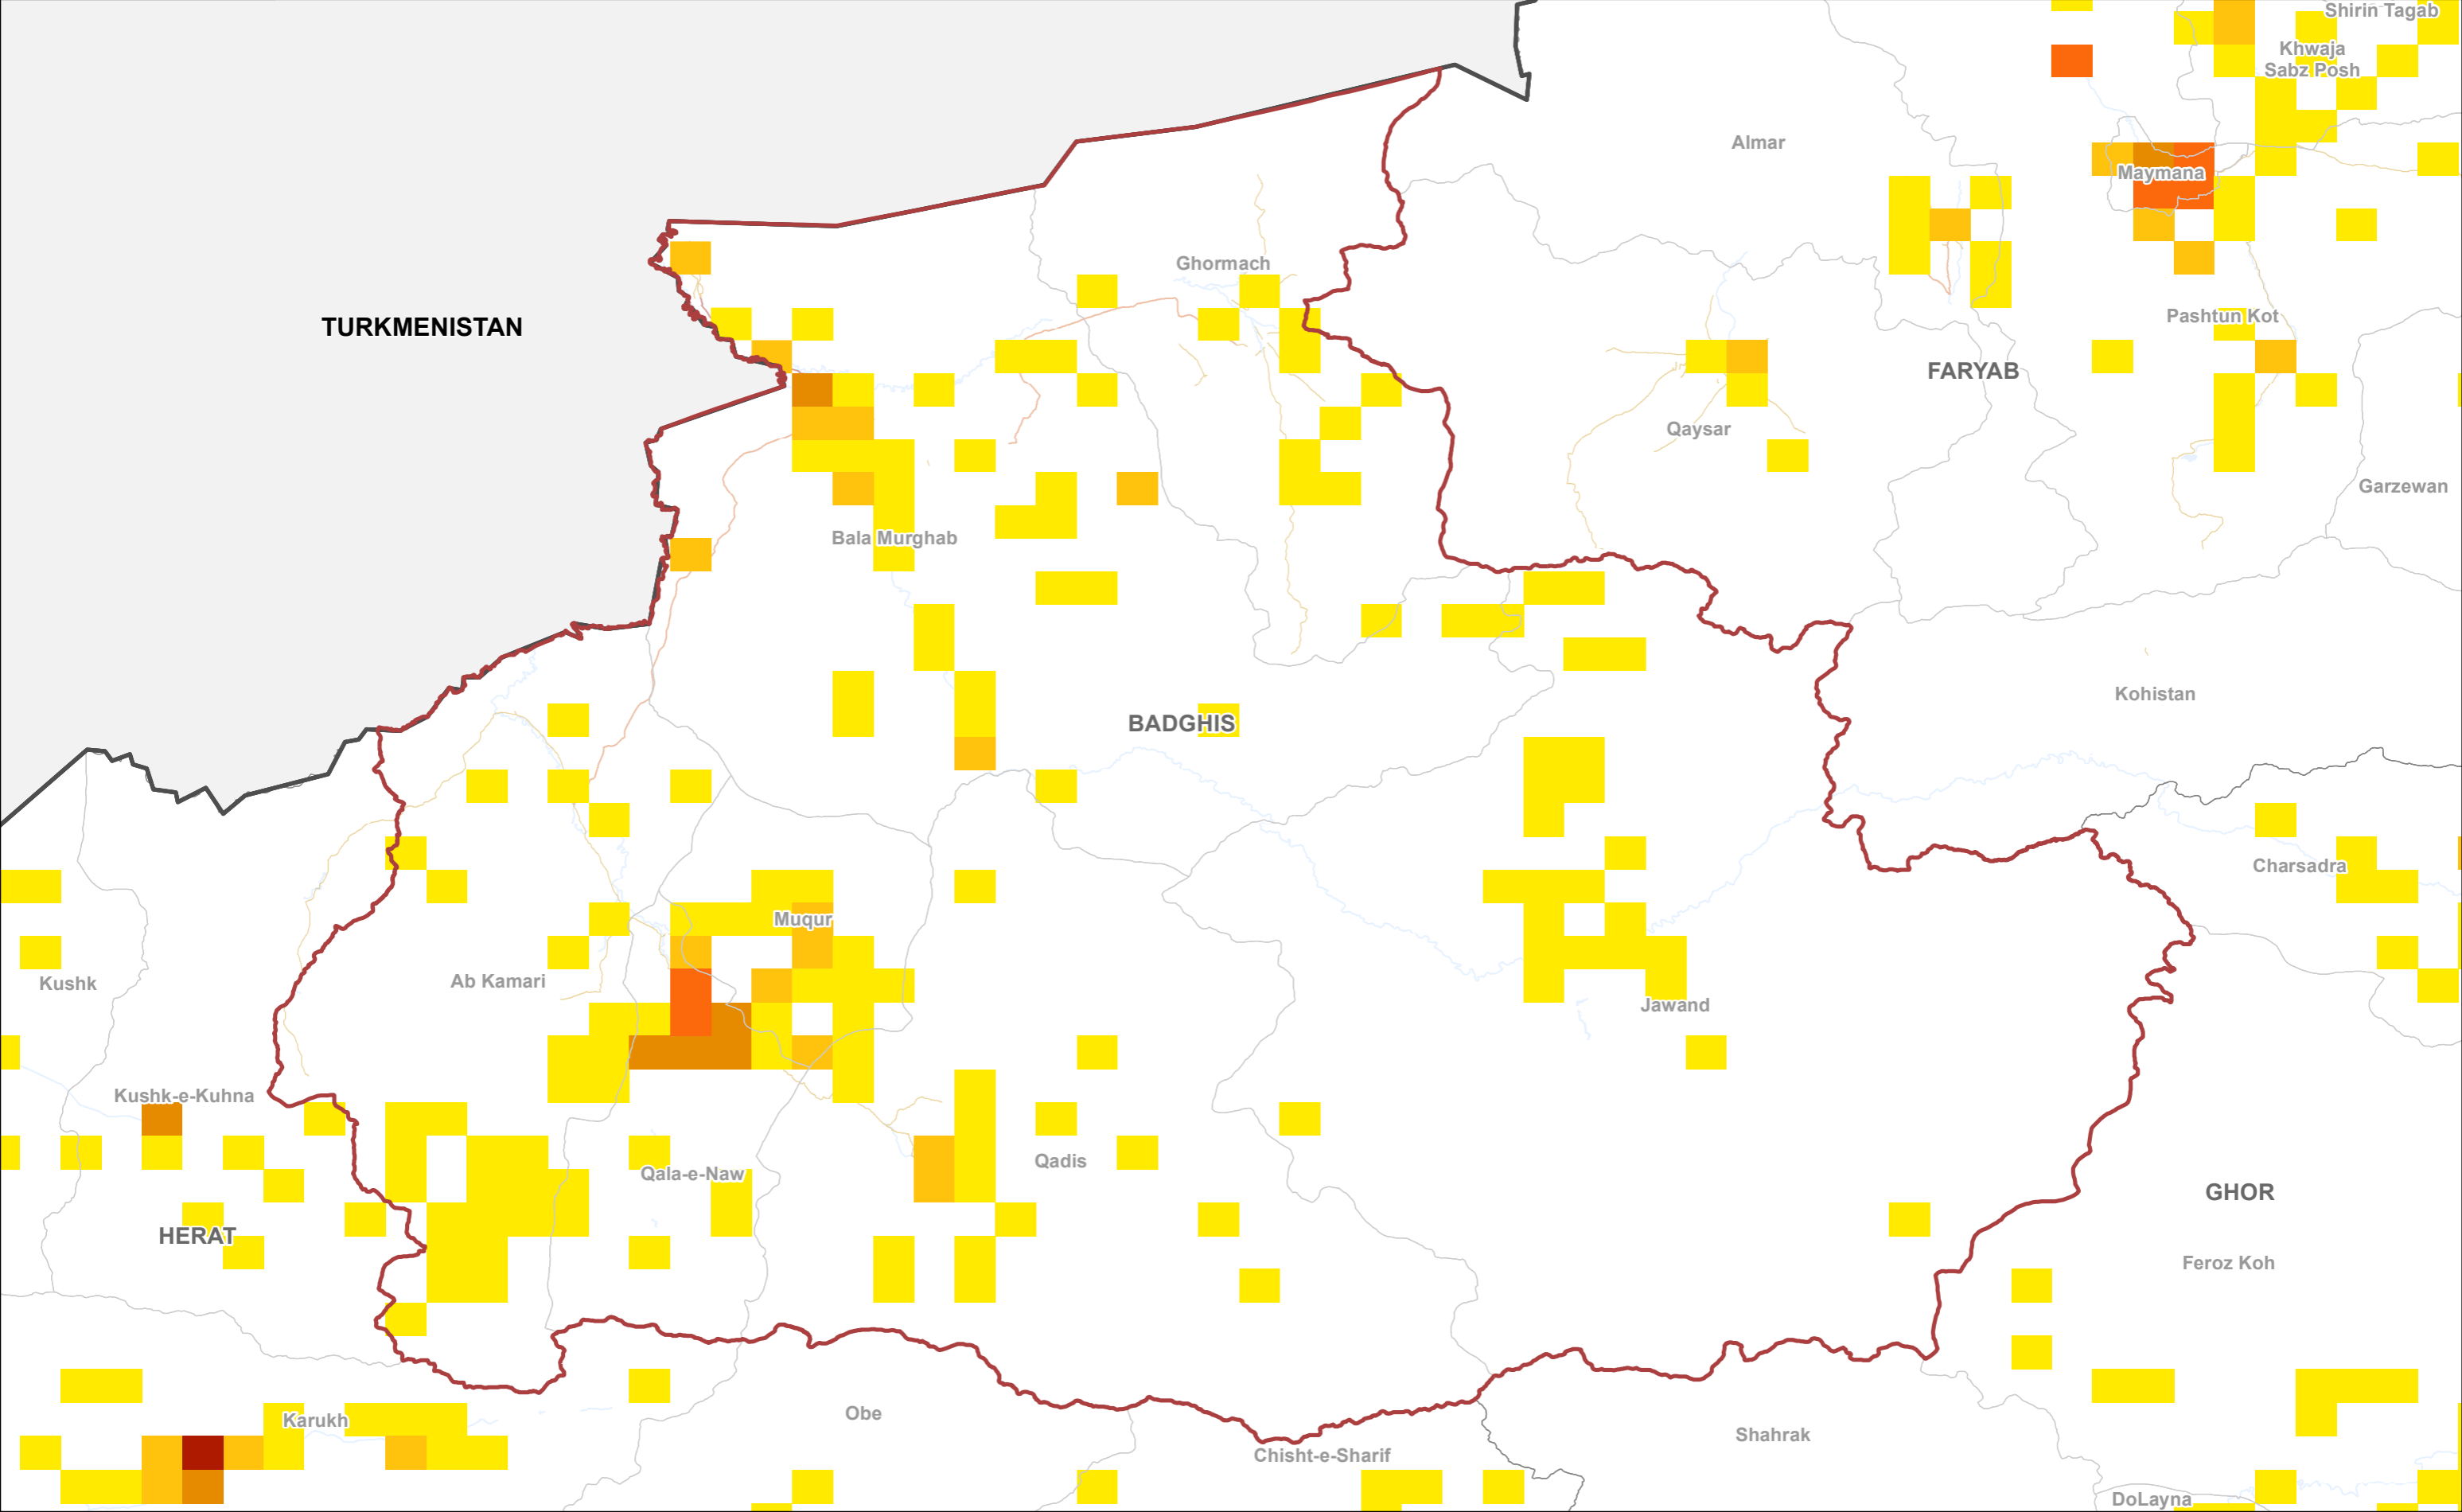 Shirin Tagab
Khwaja
Sabz Posh
Almar
Maymana
Ghormach
Pashtun Kot
TURKMENISTAN
FARYAB
Qaysar
Garzewan
Bala Murghab
Kohistan
BADGHIS
Charsadra
Muqur
Ab Kamari
Kushk
Jawand
Kushk-e-Kuhna
Qadis
Qala-e-Naw
GHOR
HERAT
Feroz Koh
Obe
Karukh
Shahrak
Chisht-e-Sharif
DoLayna